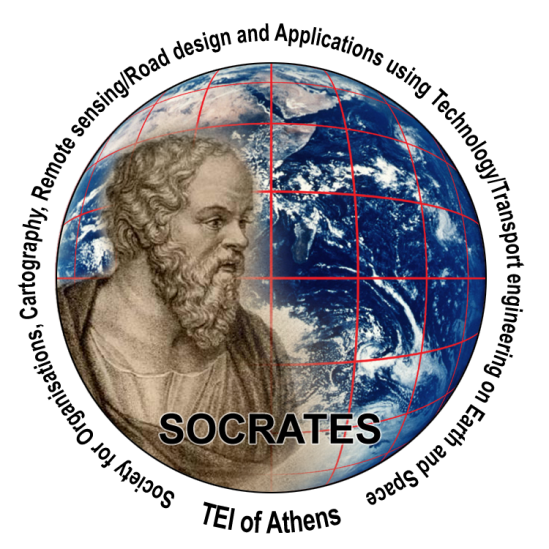 Society for Organisations, Cartography, Remote sensing/Road design and Applications using Technology/Transport engineering on Earth and Space
SOCRATES
TEI of Athens